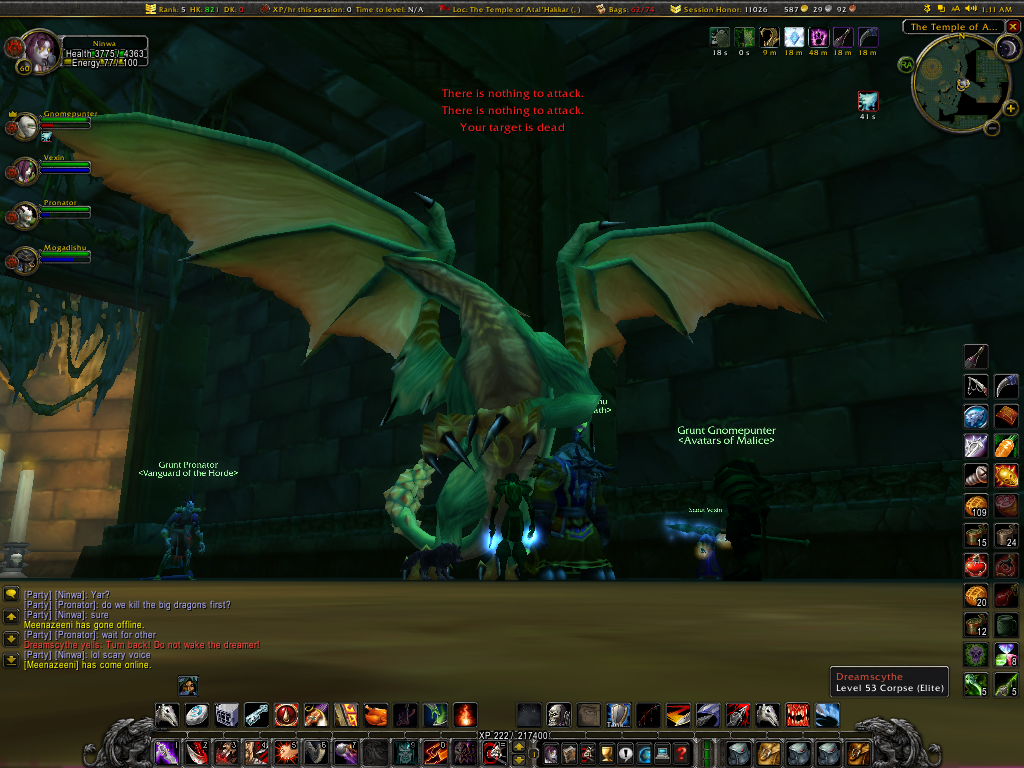 Rank: 5 HK: 821 DK: 0 XP/hr this session: 0 Time to level: N/A Loc: The Temple of Atal'Hakkar (, ) Bags: 62/74 Session Honor: 11026 587 29 92 1:11 AM
The Temple of A...
Ninwa
Health 3775 / 4363
Energy 77 / 100
60
18 s 0 s 9 m 18 m 48 m 18 m 18 m
41 s
There is nothing to attack.
There is nothing to attack.
Your target is dead
Gnomepunter
Vexin
Pronator
Mogadishu
Grunt Gnomepunter
<Avatars of Malice>
Grunt Pronator
<Vanguard of the Horde>
Scout Vexin
109
15 24
20
12
8
5 5
[Party] [Ninwa]: Yar?
[Party] [Pronator]: do we kill the big dragons first?
[Party] [Ninwa]: sure
Meenazeeni has gone offline.
[Party] [Pronator]: wait for other
Dreamscythe yells: Turn back! Do not wake the dreamer!
[Party] [Ninwa]: lol scary voice
[Meenazeeni] has come online.
Dreamscythe
Level 53 Corpse (Elite)
XP 222 / 217400